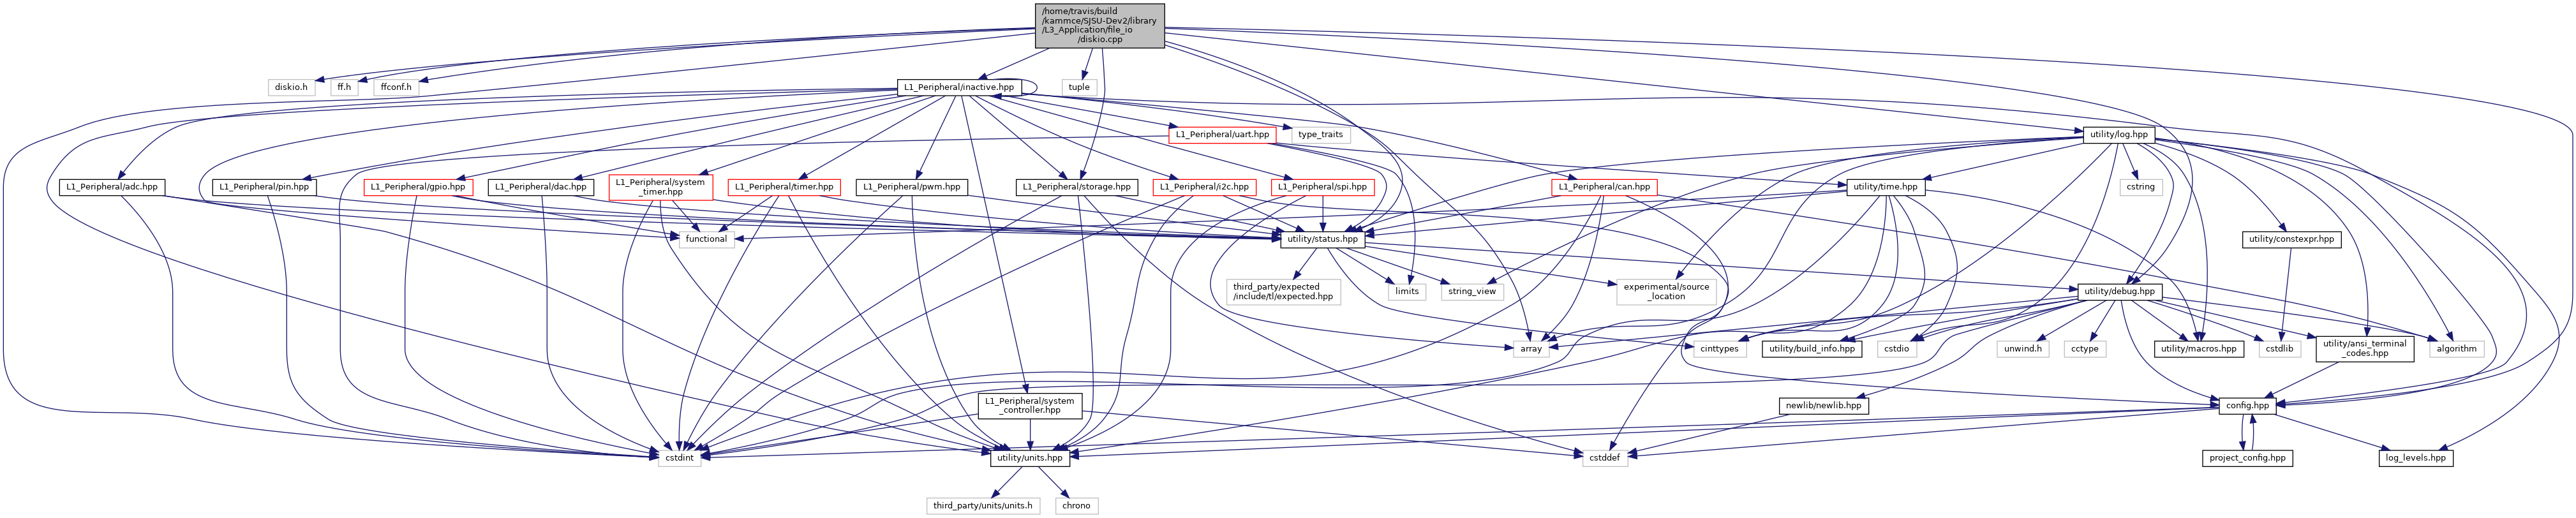 /home/travis/build
/kammce/SJSU-Dev2/library
/L3_Application/file_io
/diskio.cpp
diskio.h
ff.h
ffconf.h
L1_Peripheral/inactive.hpp
tuple
L1_Peripheral/uart.hpp
type_traits
utility/log.hpp
L1_Peripheral/adc.hpp
L1_Peripheral/pin.hpp
L1_Peripheral/gpio.hpp
L1_Peripheral/dac.hpp
L1_Peripheral/system
_timer.hpp
L1_Peripheral/timer.hpp
L1_Peripheral/pwm.hpp
L1_Peripheral/storage.hpp
L1_Peripheral/i2c.hpp
L1_Peripheral/spi.hpp
L1_Peripheral/can.hpp
utility/time.hpp
cstring
functional
utility/status.hpp
utility/constexpr.hpp
third_party/expected
/include/tl/expected.hpp
limits
string_view
experimental/source
_location
utility/debug.hpp
array
cinttypes
utility/build_info.hpp
cstdio
unwind.h
cctype
utility/macros.hpp
cstdlib
utility/ansi_terminal
_codes.hpp
algorithm
L1_Peripheral/system
_controller.hpp
newlib/newlib.hpp
config.hpp
cstdint
utility/units.hpp
cstddef
project_config.hpp
log_levels.hpp
third_party/units/units.h
chrono